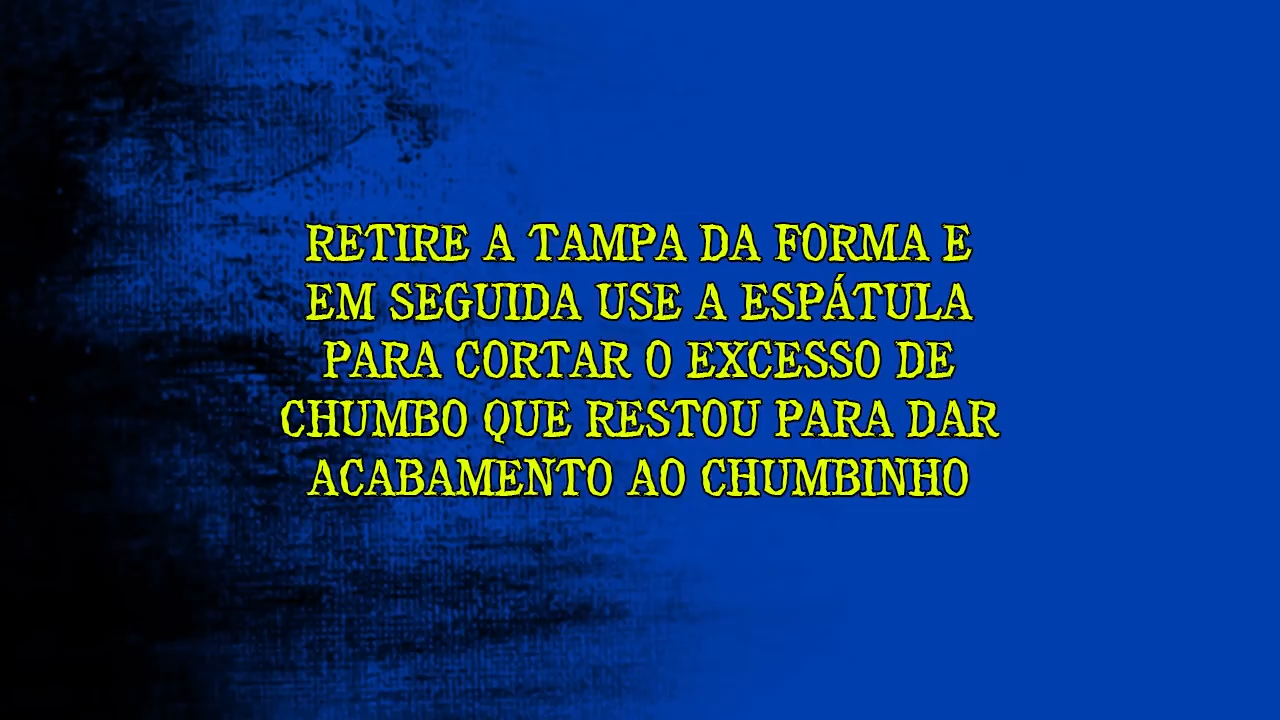 RETIRE A TAMPA DA FORMA E
EM SEGUIDA USE A ESPÁTULA
PARA CORTAR O EXCESSO DE
CHUMBO QUE RESTOU PARA DAR
ACABAMENTO AO CHUMBINHO